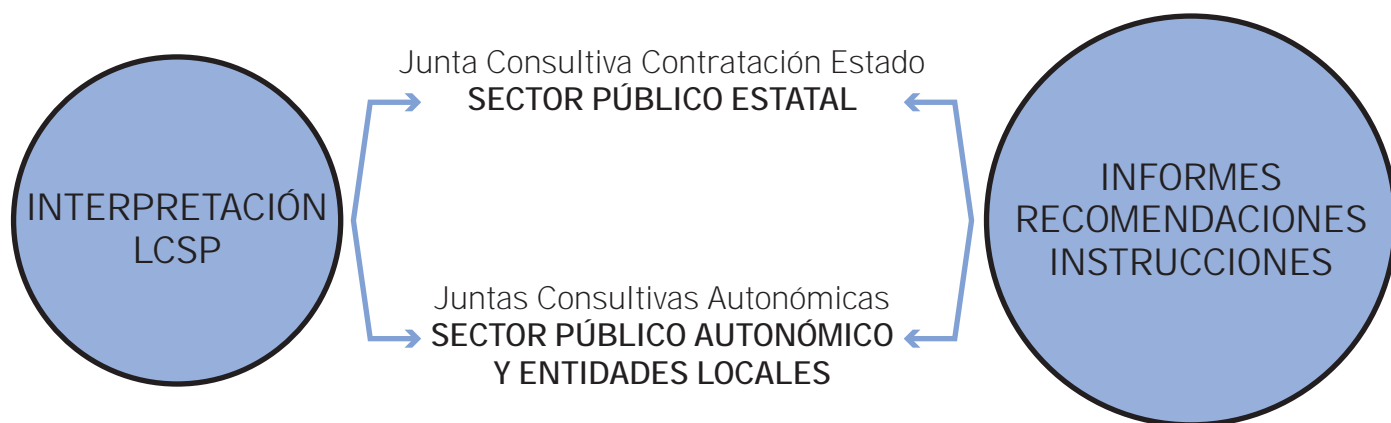 INTERPRETACIÓN
LCSP
Junta Consultiva Contratación Estado
SECTOR PÚBLICO ESTATAL
Juntas Consultivas Autonómicas
SECTOR PÚBLICO AUTONÓMICO
Y ENTIDADES LOCALES
INFORMES
RECOMENDACIONES
INSTRUCCIONES